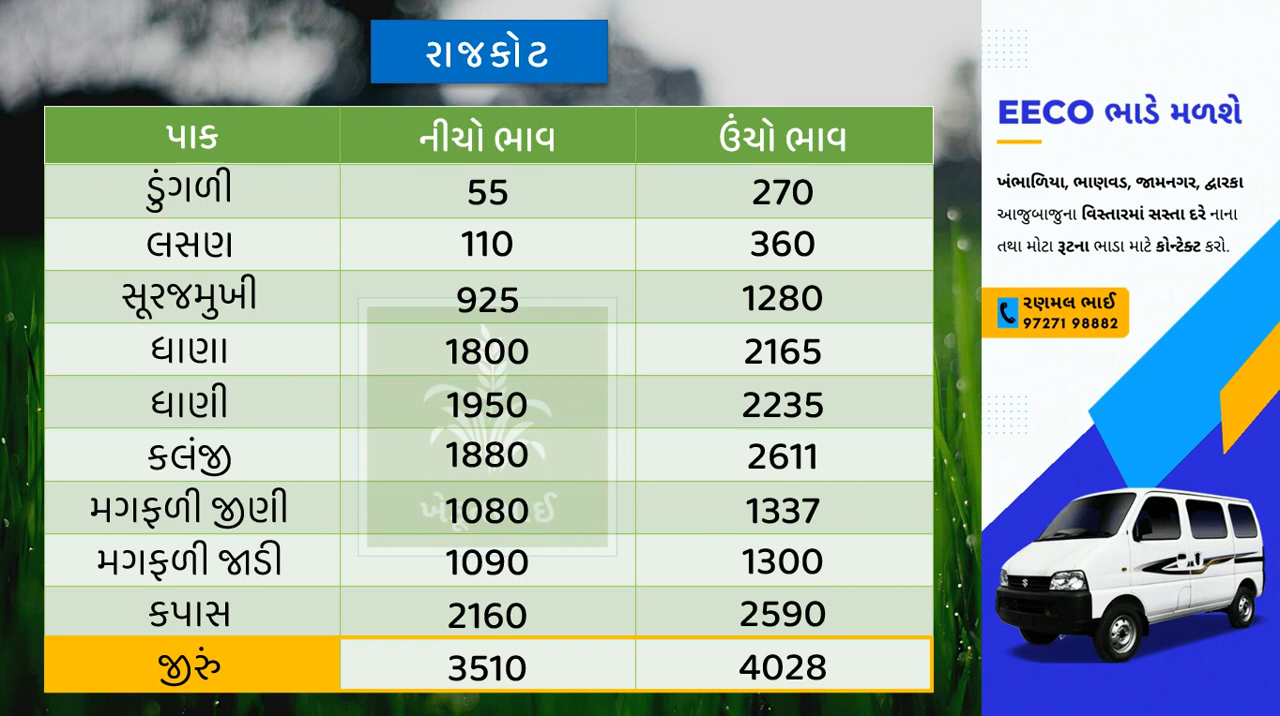 રાજકોટ
પાક નીચો ભાવ ઉંચો ભાવ
ડુંગળી 55 270
લસણ 110 360
સૂરજમુખી 925 1280
ધાણા 1800 2165
ધાણી 1950 2235
કલંજી 1880 2611
મગફળી જીણી 1080 1337
મગફળી જાડી 1090 1300
કપાસ 2160 2590
જીરું 3510 4028
EECO ભાડે મળશે
ખંભાળિયા, ભાણવડ, જામનગર, દ્વારકા
આજુબાજુના વિસ્તારમાં સસ્તા દરે નાના
તથા મોટા રૂટના ભાડા માટે કોન્ટેક્ટ કરો.
રણમલ ભાઈ
97271 98882